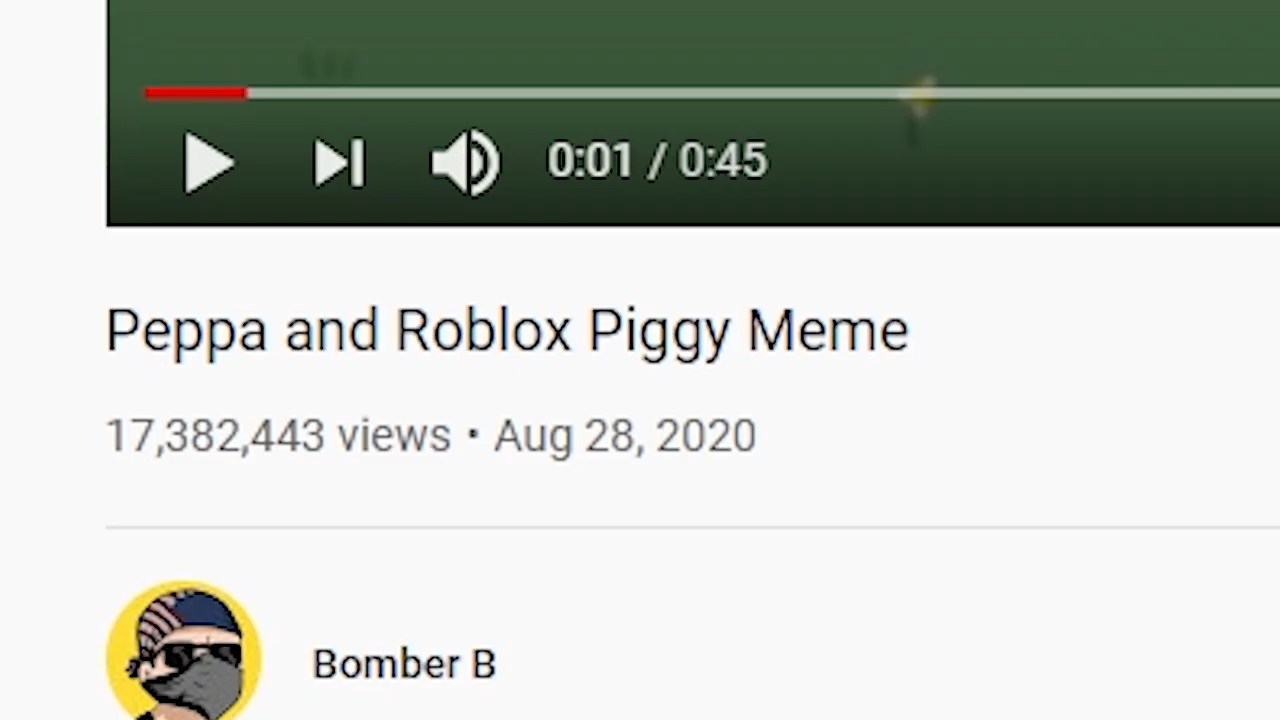 0:01 / 0:45
Peppa and Roblox Piggy Meme
17,382,443 views • Aug 28, 2020
Bomber B